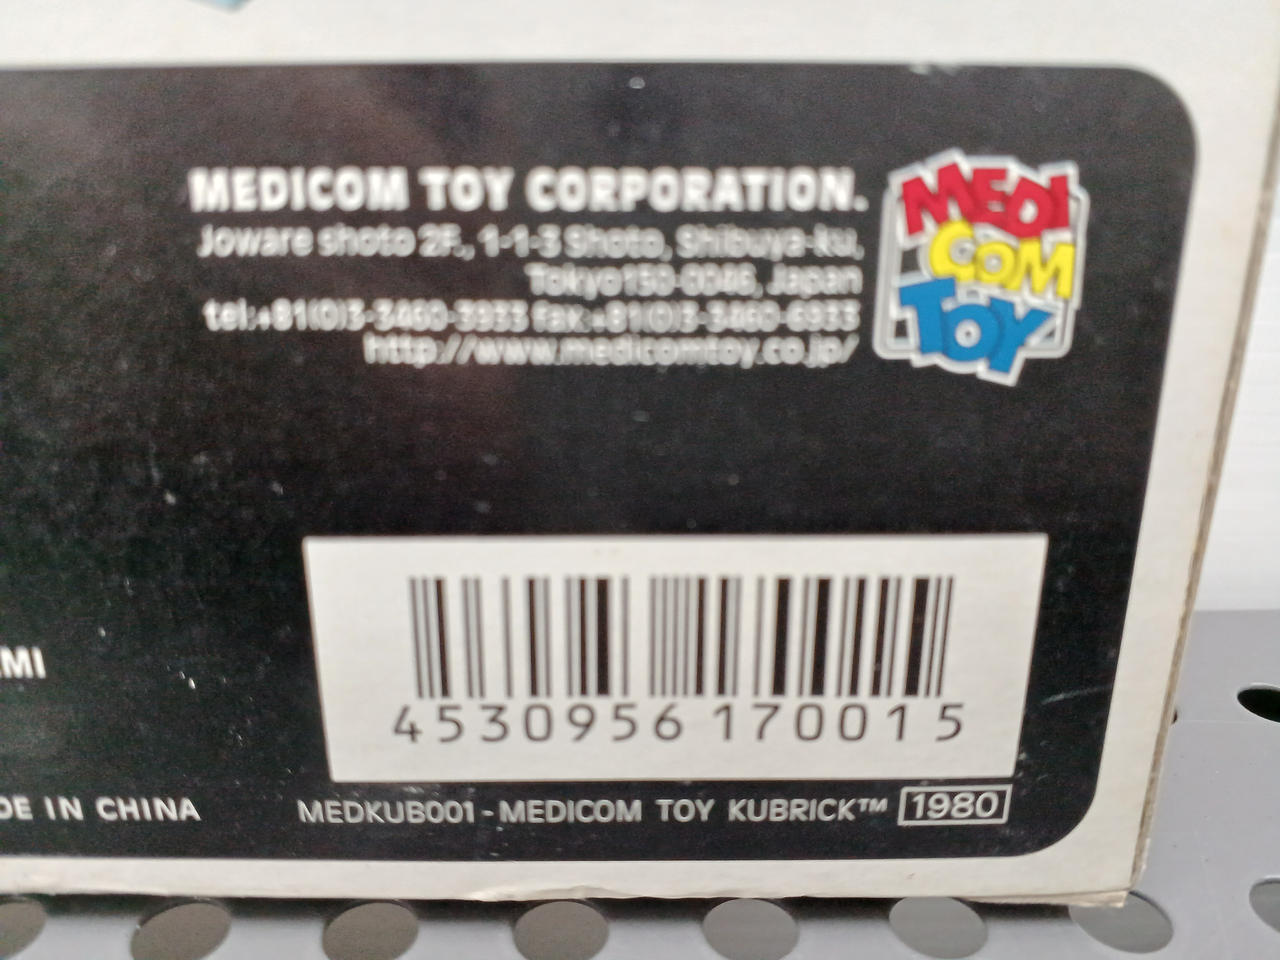 MEDICOM TOY CORPORATION.
Joware shoto 2F., 1-1-3 Shoto, Shibuya-ku,
Tokyo150-0046, Japan
tel:+81(0)3-3460-3933 Fax:+81(0)3-3460-6933
http://www.medicomtoy.co.jp/
MEDI
COM
TOY
MI
4530956170015
DE IN CHINA
MEDKUB001-MEDICOM TOY KUBRICK™ 1980